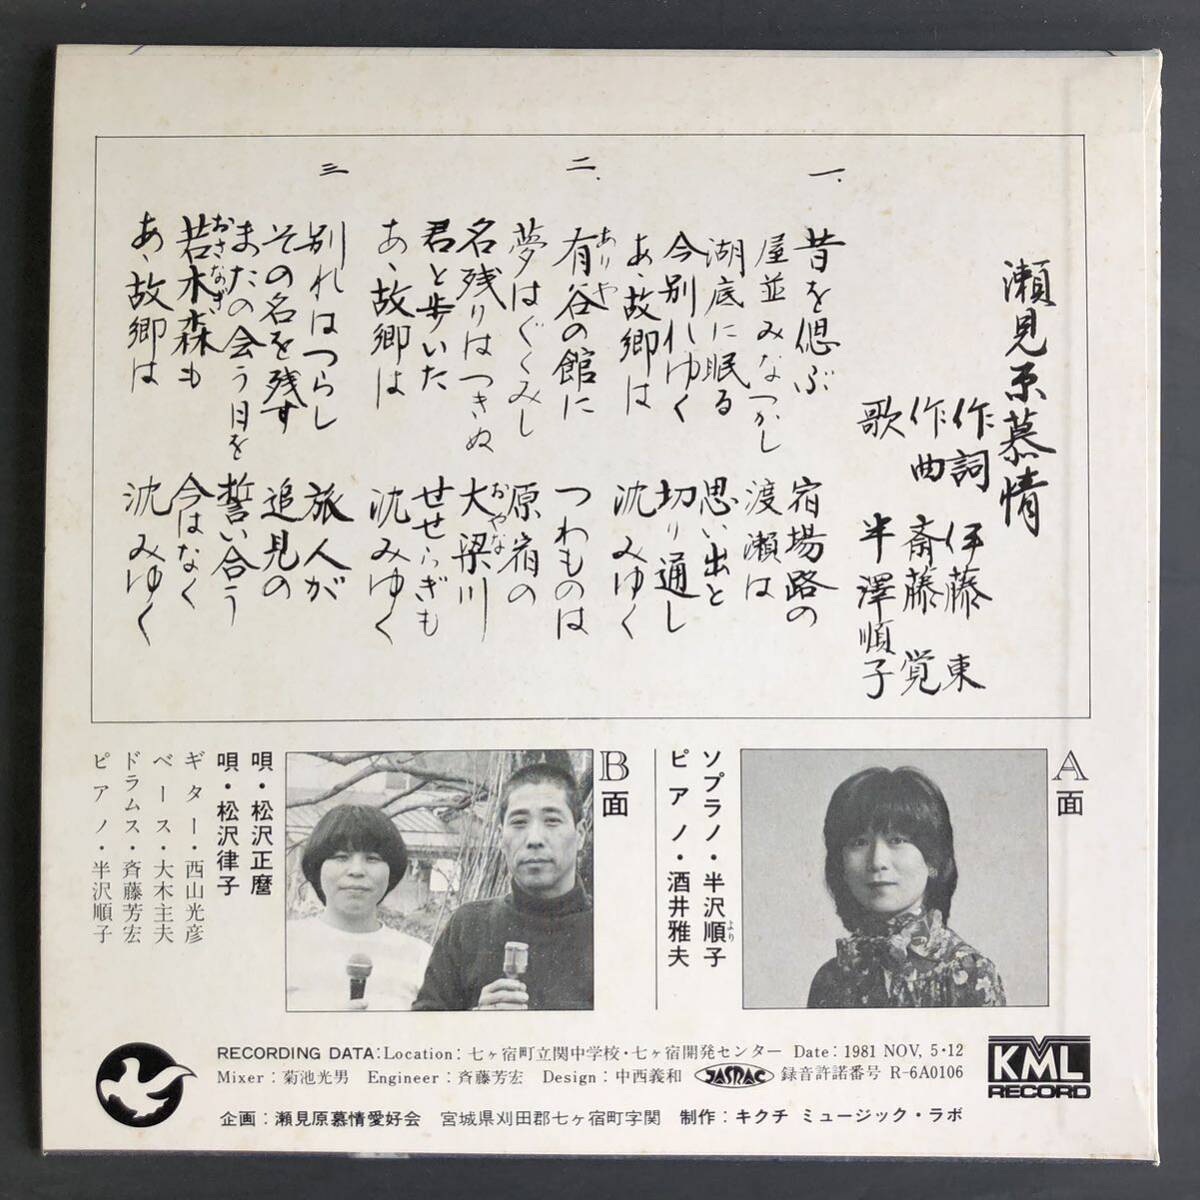 瀬見原慕情
作詞 伊藤 東
作曲 斎藤 覚
歌 半澤順子
一、
昔を偲ぶ 宿場路の
屋並みなつかし 渡瀬は
湖底に眠る 思い出と
今別れゆく 切り通し
あゝ故郷は 沈みゆく
二、
有谷の館に つわものは
ありや
夢はぐくみし 原宿の
名残りはつきぬ 大梁川
おやな
君と歩いた せせらぎも
あゝ故郷は 沈みゆく
三
別れはつらし 旅人が
その名を残す 追見の
またの会う日を 誓い合う
若木森も 今はなく
おさなぎ
あゝ故郷は 沈みゆく
A面
ソプラノ・半沢順子
より
ピアノ・酒井雅夫
B面
唄・松沢正麿
唄・松沢律子
ギター・西山光彦
ベース・大木主夫
ドラムス・斉藤芳宏
ピアノ・半沢順子
RECORDING DATA:Location:七ヶ宿町立関中学校・七ヶ宿開発センター Date:1981 NOV, 5・12
Mixer:菊池光男 Engineer:斉藤芳宏 Design:中西義和 JASRAC 録音許諾番号 R-6A0106
企画:瀬見原慕情愛好会 宮城県刈田郡七ヶ宿町字関 制作:キクチ ミュージック・ラボ
KML
RECORD